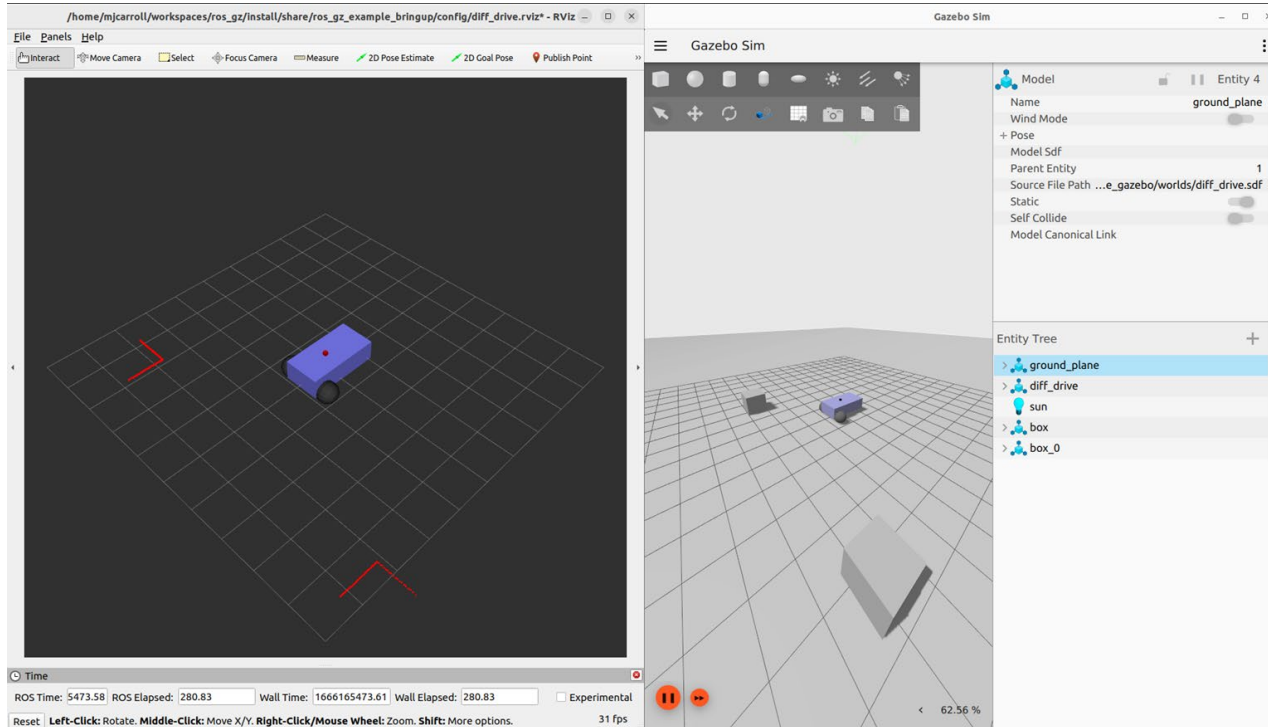 /home/mjcarroll/workspaces/ros_gz/install/share/ros_gz_example_bringup/config/diff_drive.rviz* - RViz
File Panels Help
Interact Move Camera Select Focus Camera Measure 2D Pose Estimate 2D Goal Pose Publish Point »
Time
ROS Time: 5473.58 ROS Elapsed: 280.83 Wall Time: 1666165473.61 Wall Elapsed: 280.83 Experimental
Reset Left-Click: Rotate. Middle-Click: Move X/Y. Right-Click/Mouse Wheel: Zoom. Shift: More options. 31 fps
Gazebo Sim
Gazebo Sim
62.56 %
Model Entity 4
Name ground_plane
Wind Mode
+ Pose
Model Sdf
Parent Entity 1
Source File Path ...e_gazebo/worlds/diff_drive.sdf
Static
Self Collide
Model Canonical Link
Entity Tree
ground_plane
diff_drive
sun
box
box_0